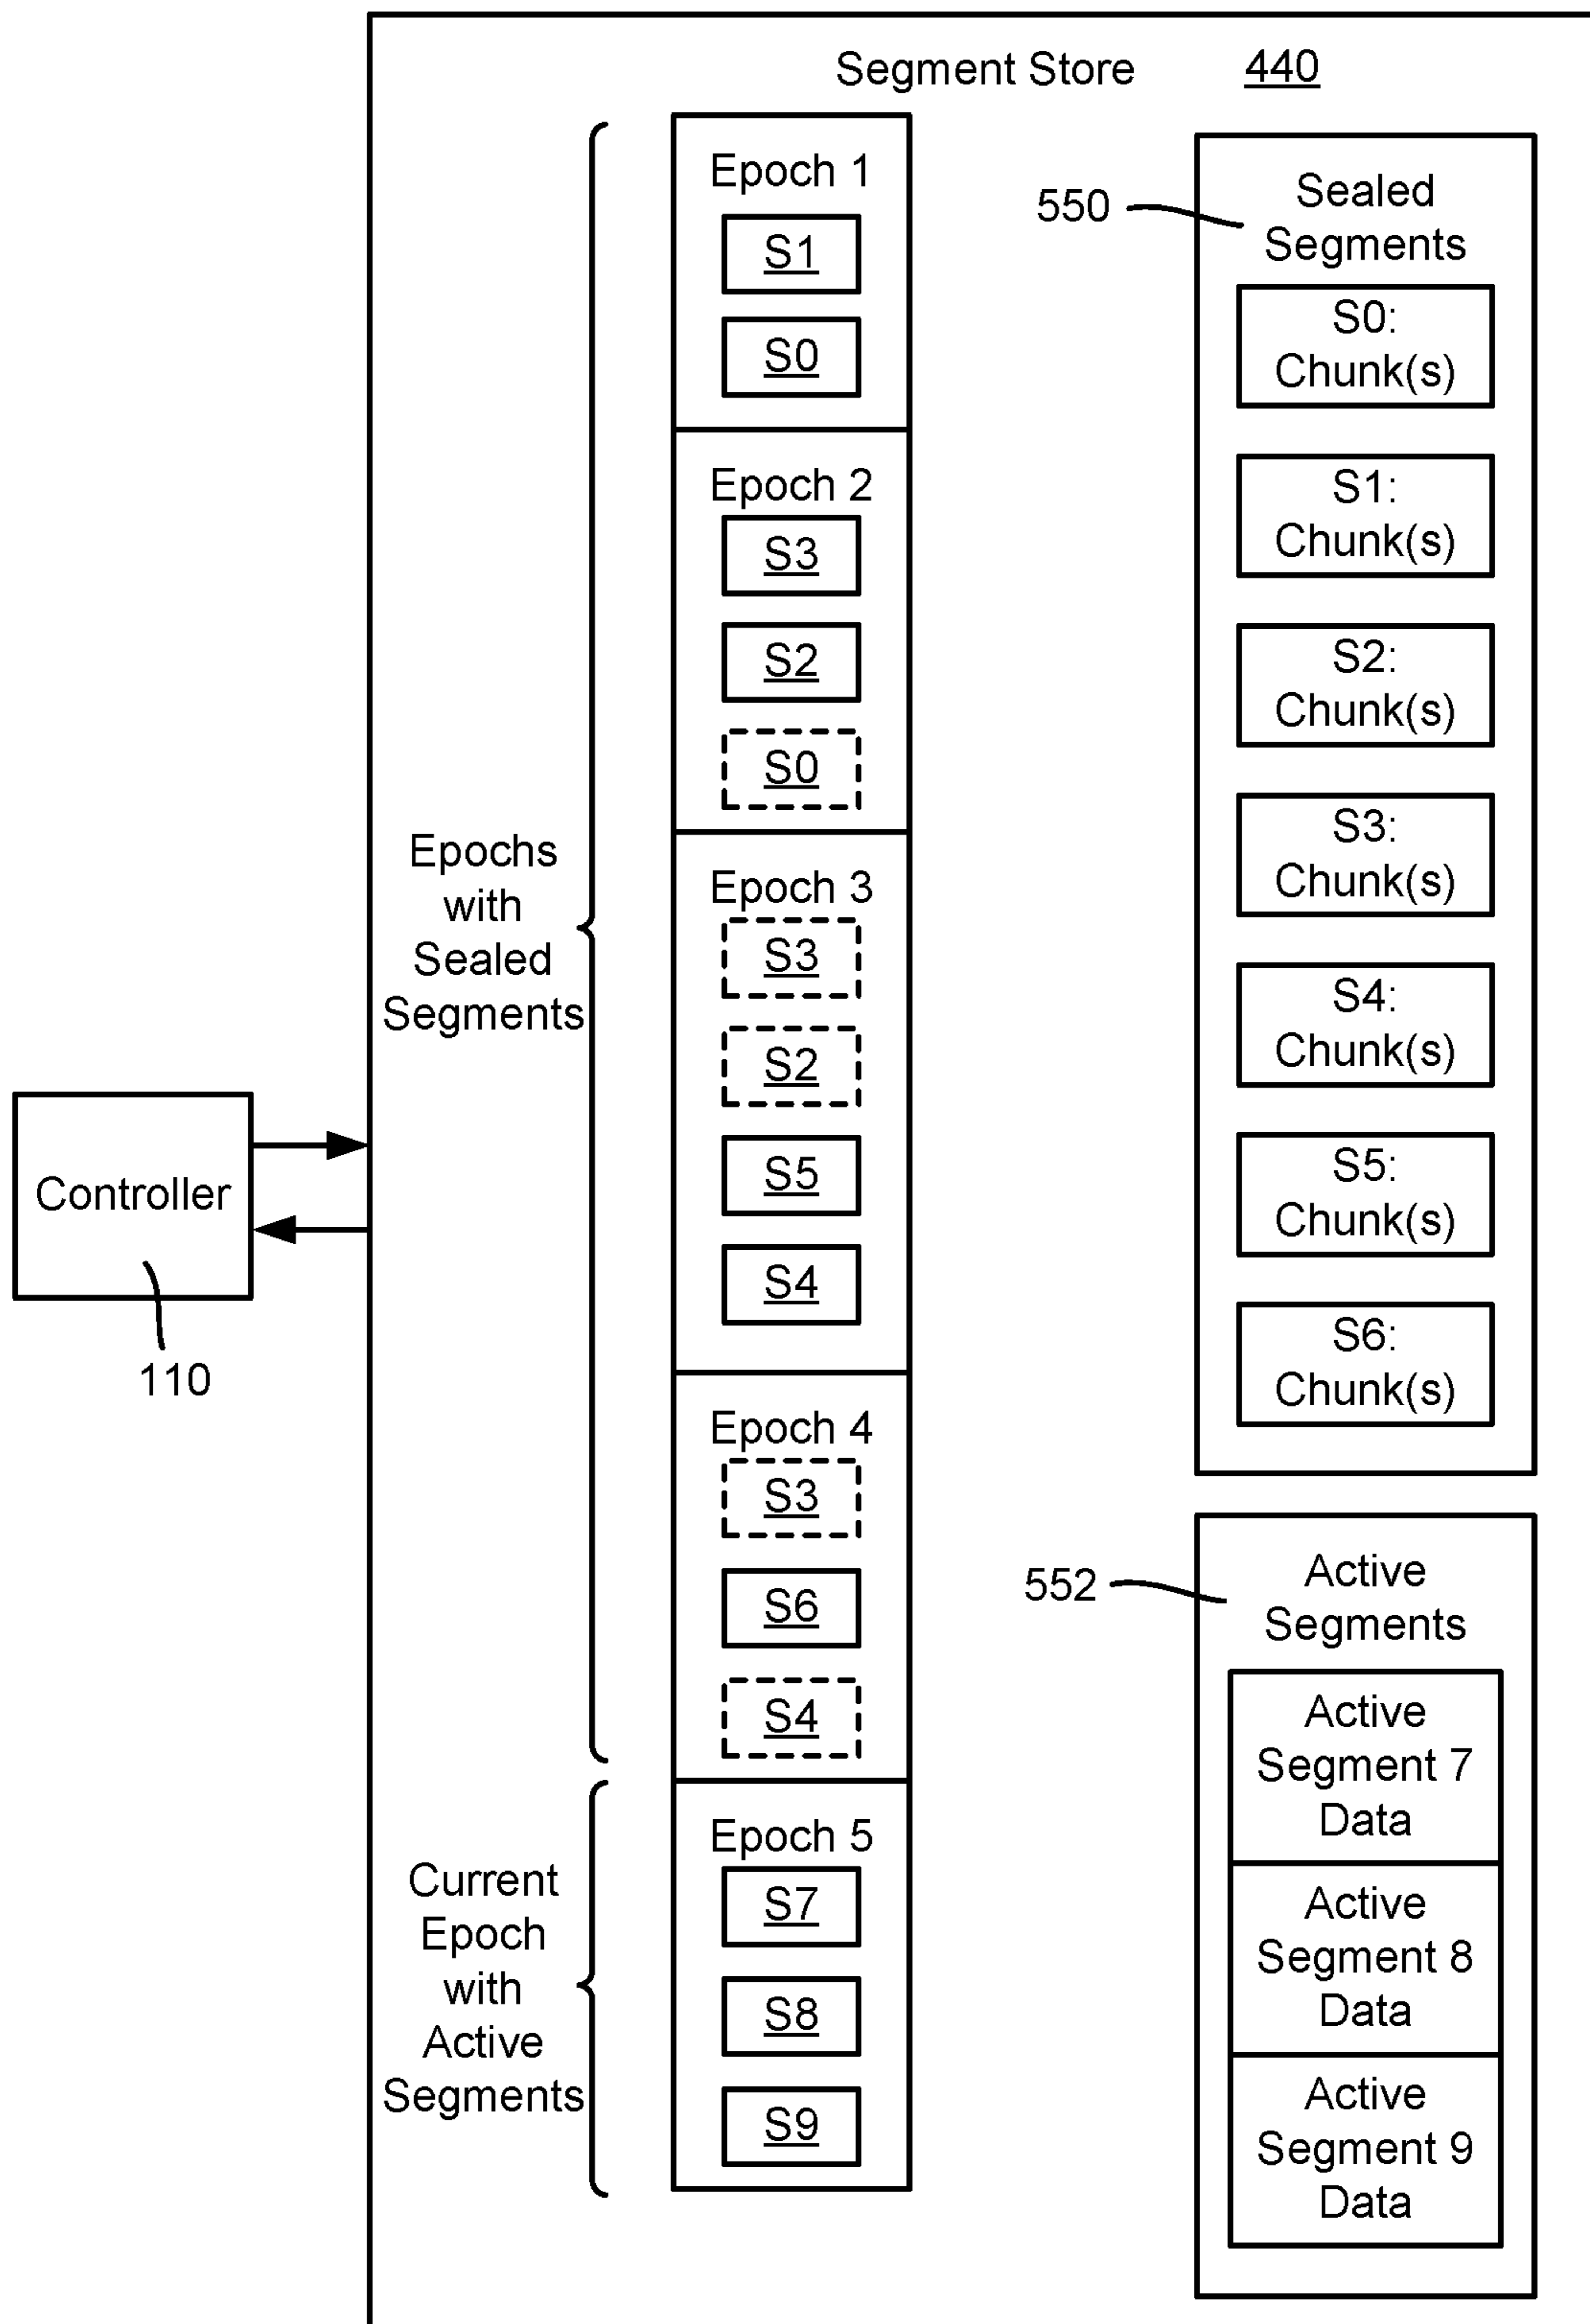 Segment Store 440
Epochs
with
Sealed
Segments
Current
Epoch
with
Active
Segments
Controller
110
Epoch 1
S1
S0
Epoch 2
S3
S2
S0
Epoch 3
S3
S2
S5
S4
Epoch 4
S3
S6
S4
Epoch 5
S7
S8
S9
550
Sealed
Segments
S0:
Chunk(s)
S1:
Chunk(s)
S2:
Chunk(s)
S3:
Chunk(s)
S4:
Chunk(s)
S5:
Chunk(s)
S6:
Chunk(s)
552
Active
Segments
Active
Segment 7
Data
Active
Segment 8
Data
Active
Segment 9
Data